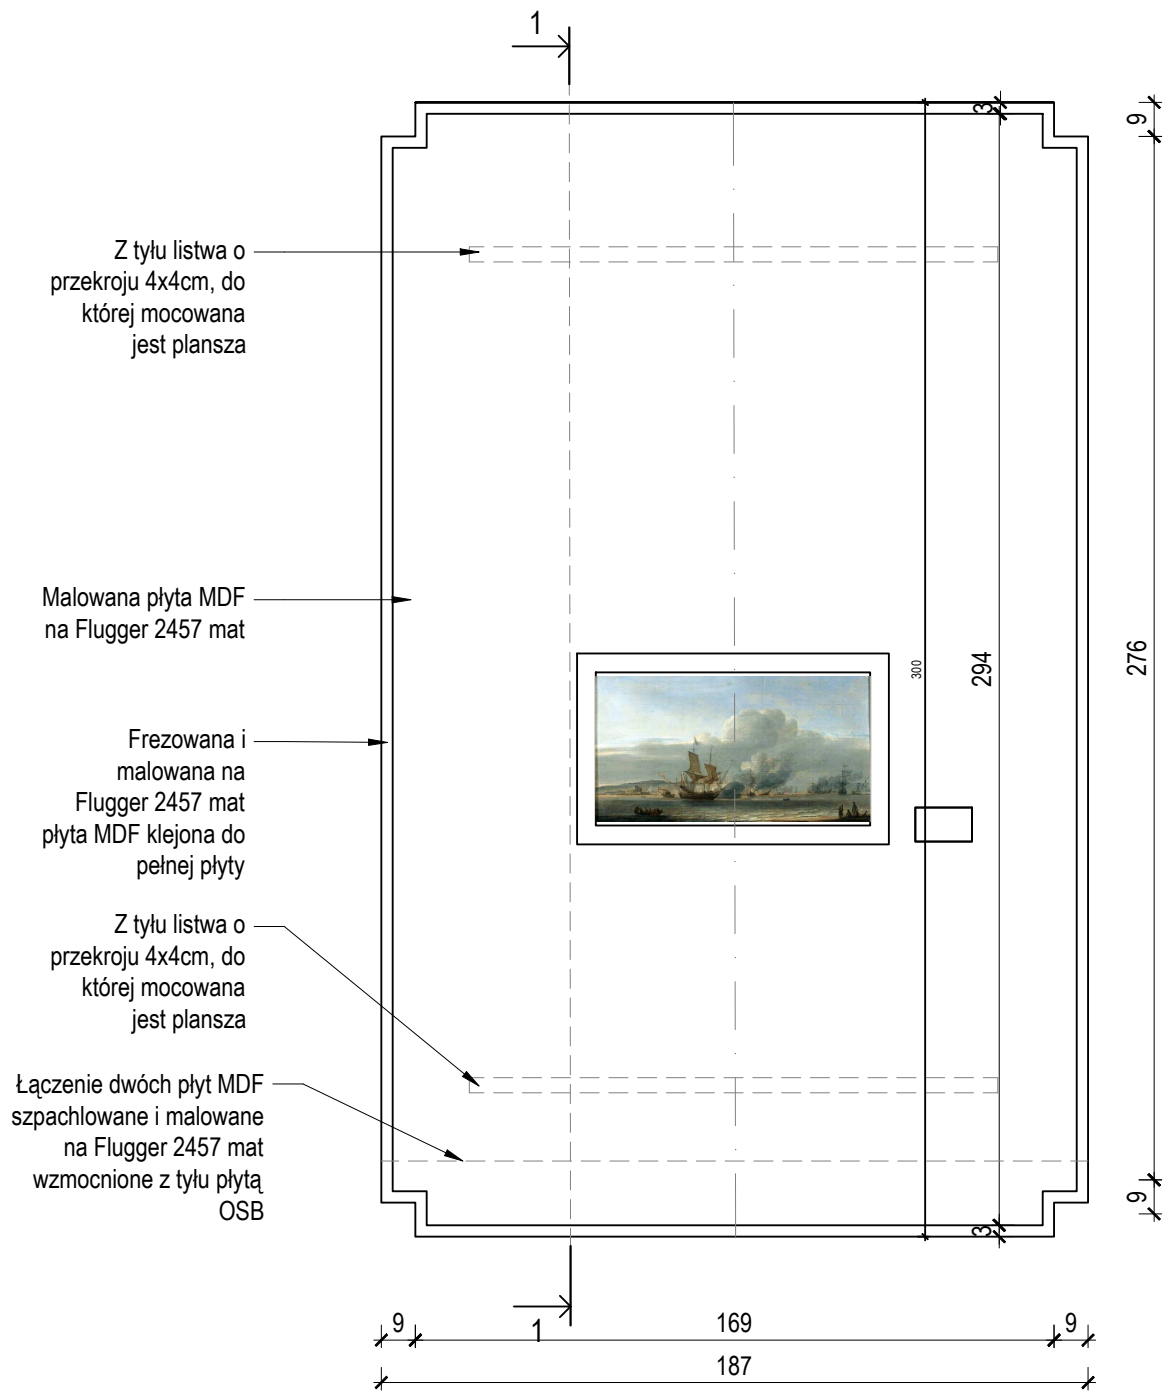 1
3
9
Z tyłu listwa o
przekroju 4x4cm, do
której mocowana
jest plansza
Malowana płyta MDF
na Flugger 2457 mat
300
294
276
Frezowana i
malowana na
Flugger 2457 mat
płyta MDF klejona do
pełnej płyty
Z tyłu listwa o
przekroju 4x4cm, do
której mocowana
jest plansza
Łączenie dwóch płyt MDF
szpachlowane i malowane
na Flugger 2457 mat
wzmocnione z tyłu płytą
OSB
9
3
1
9
169
9
187